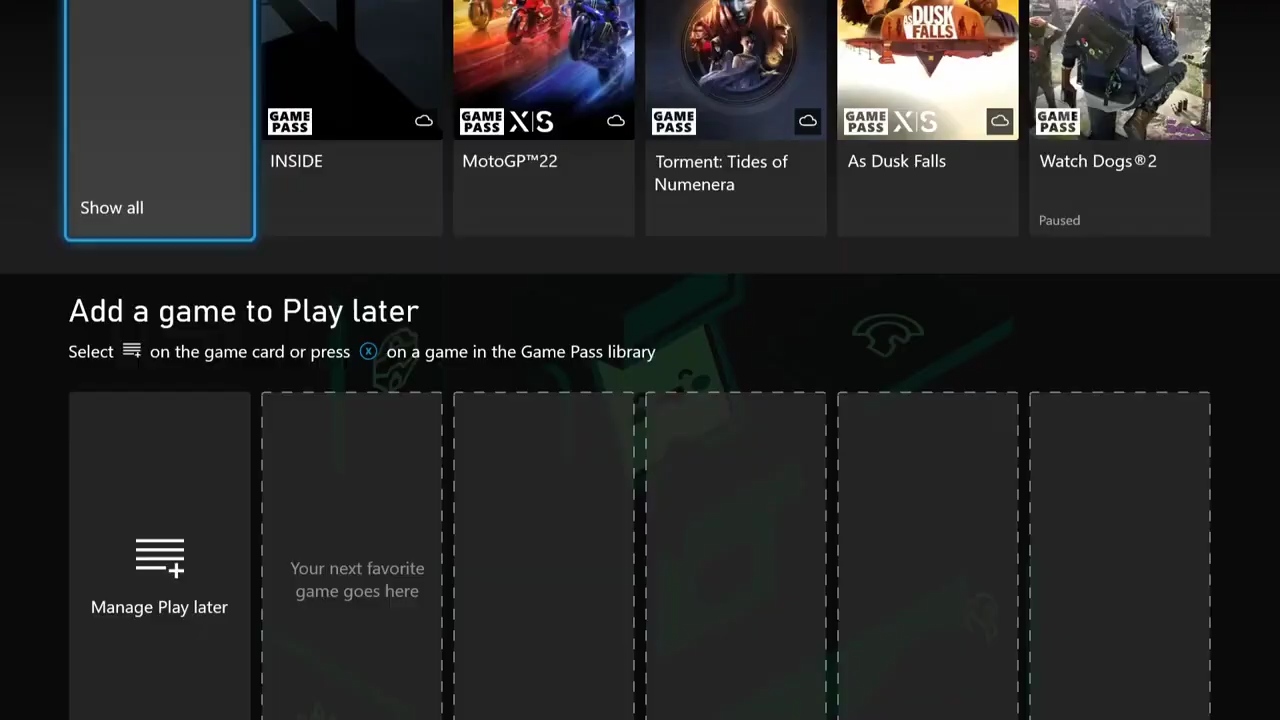 AS DUSK
FALLS
GAME
PASS
GAME
PASS X|S
GAME
PASS
GAME
PASS X|S
GAME
PASS
INSIDE
MotoGP™22
Torment: Tides of
Numenera
As Dusk Falls
Watch Dogs®2
Show all
Paused
Add a game to Play later
Select on the game card or press X on a game in the Game Pass library
Your next favorite
game goes here
Manage Play later